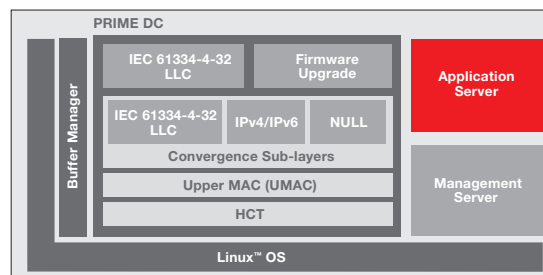 PRIME DC
Buffer Manager
IEC 61334-4-32
LLC
Firmware
Upgrade
IEC 61334-4-32
LLC
IPv4/IPv6
NULL
Convergence Sub-layers
Upper MAC (UMAC)
HCT
Application
Server
Management
Server
Linux™ OS